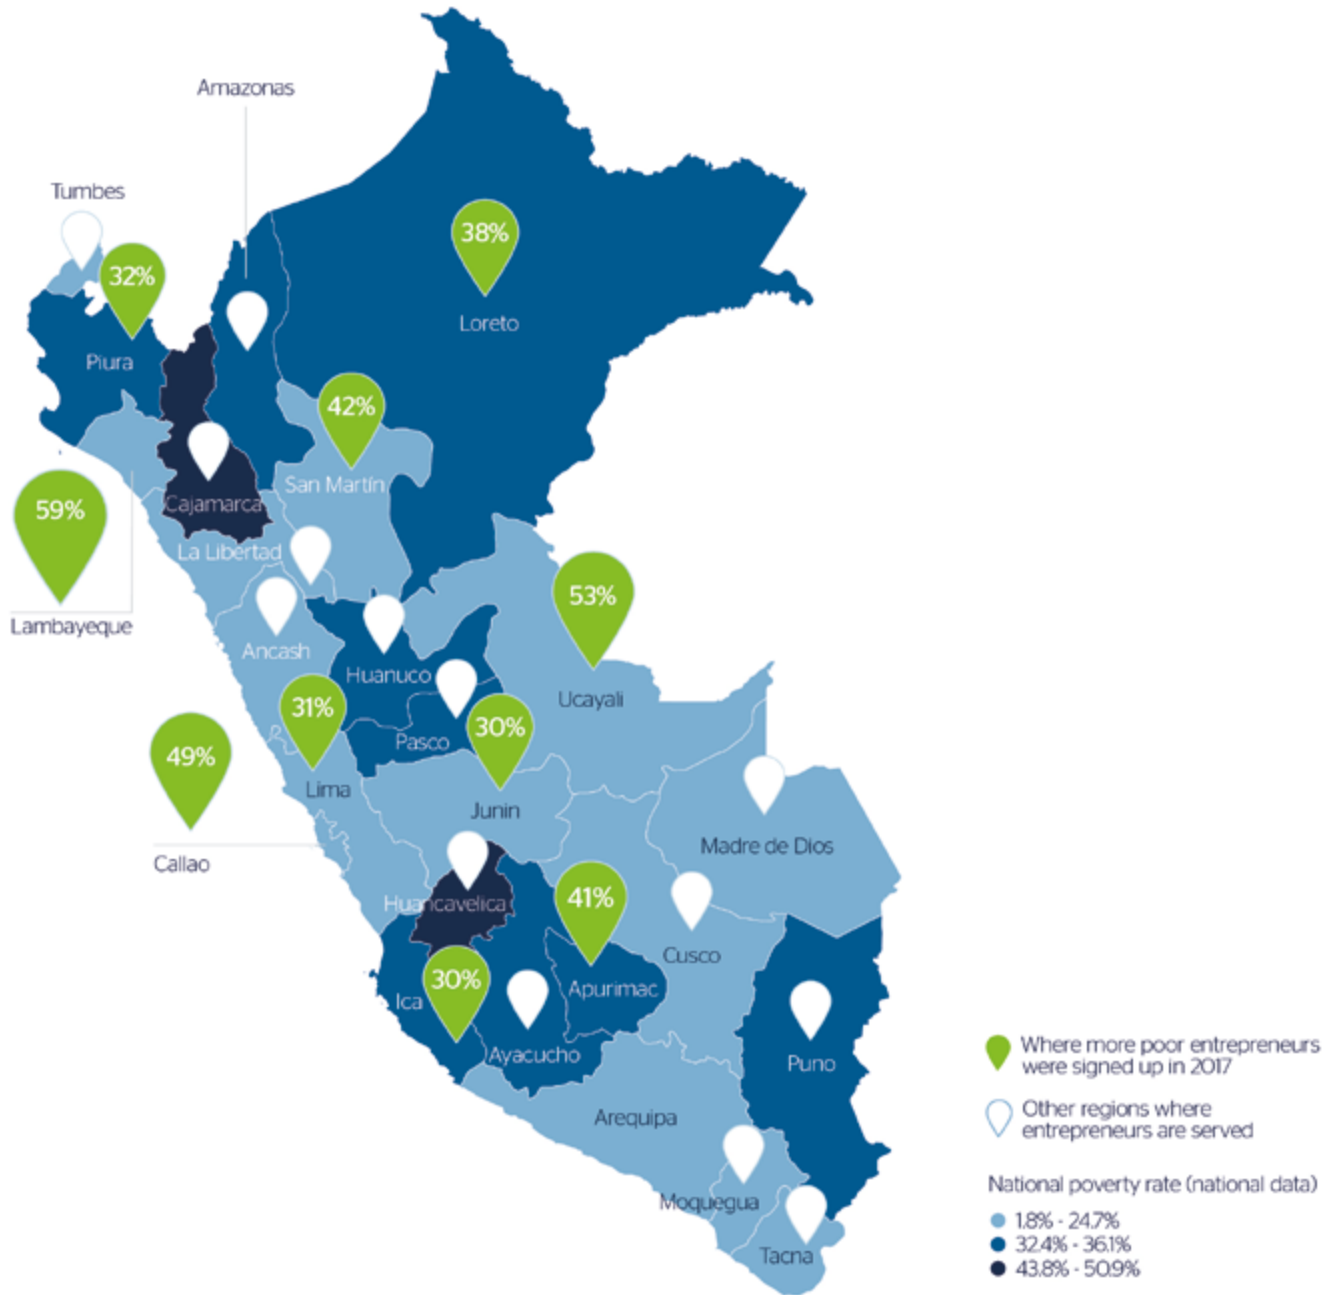 Amazonas
Tumbes
38%
32%
Loreto
Piura
42%
San Martín
59%
Cajamarca
La Libertad
53%
Lambayeque
Ancash
Huanuco
Ucayali
31%
30%
49%
Pasco
Lima
Junin
Madre de Dios
Callao
41%
Huancavelica
Cusco
30%
Apurimac
Ica
Ayacucho
Puno
Arequipa
Moquegua
Tacna
Where more poor entrepreneurs
were signed up in 2017
Other regions where
entrepreneurs are served
National poverty rate (national data)
1.8% - 24.7%
32.4% - 36.1%
43.8% - 50.9%